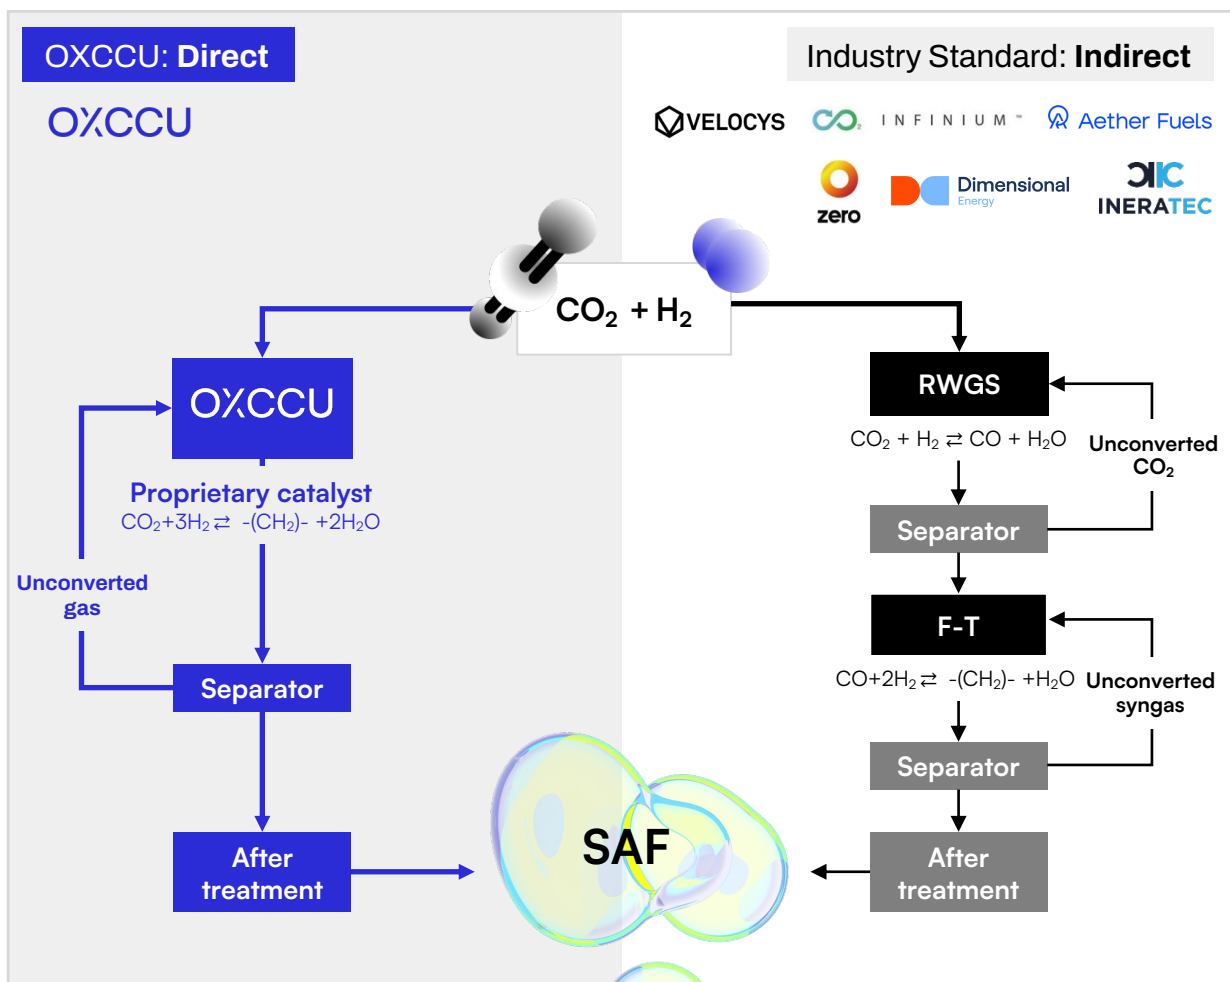 OXCCU: Direct
OXCCU
Industry Standard: Indirect
VELOCYS
CO₂ INFINIUM™
Aether Fuels
zero
Dimensional
Energy
INERATEC
CO₂ + H₂
OXCCU
Proprietary catalyst
CO₂+3H₂⇄ -(CH₂)- +2H₂O
Unconverted
gas
Separator
After
treatment
RWGS
CO₂ + H₂ ⇄ CO + H₂O
Unconverted
CO₂
Separator
F-T
CO+2H₂⇄ -(CH₂)- +H₂O
Unconverted
syngas
Separator
After
treatment
SAF